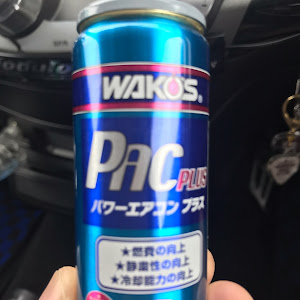 WAKO'S®
PAC PLUS
パワーエアコン プラス
★燃費の向上
★静粛性の向上
★冷却能力の向上